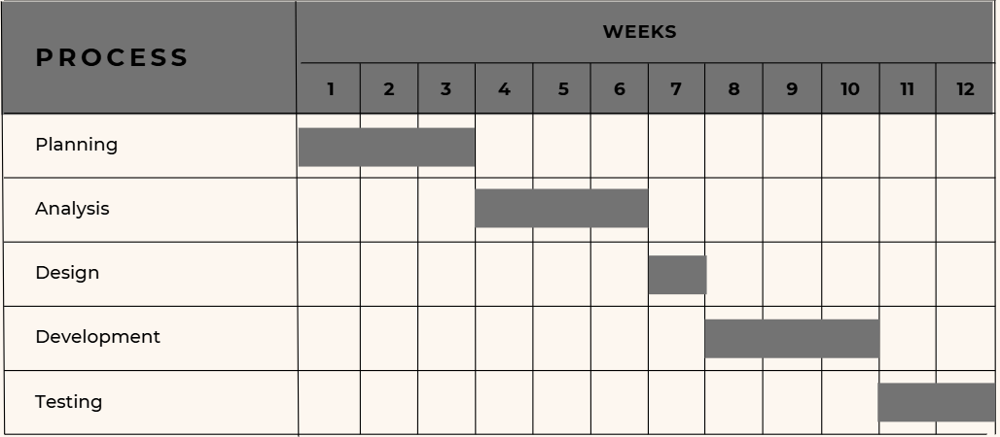 WEEKS
PROCESS
1 2 3 4 5 6 7 8 9 10 11 12
Planning
Analysis
Design
Development
Testing